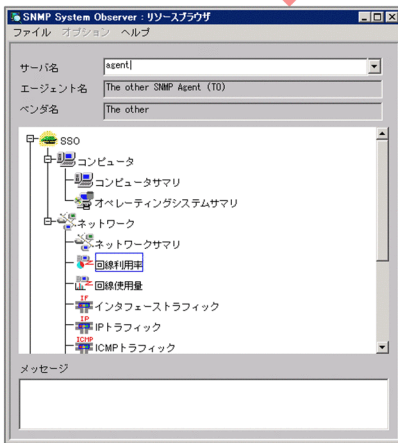 SNMP System Observer : リソースブラウザ
ファイル オプション ヘルプ
サーバ名 agent
エージェント名 The other SNMP Agent (TO)
ベンダ名 The other
SSO
コンピュータ
コンピュータサマリ
オペレーティングシステムサマリ
ネットワーク
ネットワークサマリ
回線利用率
回線使用量
IF インタフェーストラフィック
IP IPトラフィック
ICMP ICMPトラフィック
メッセージ